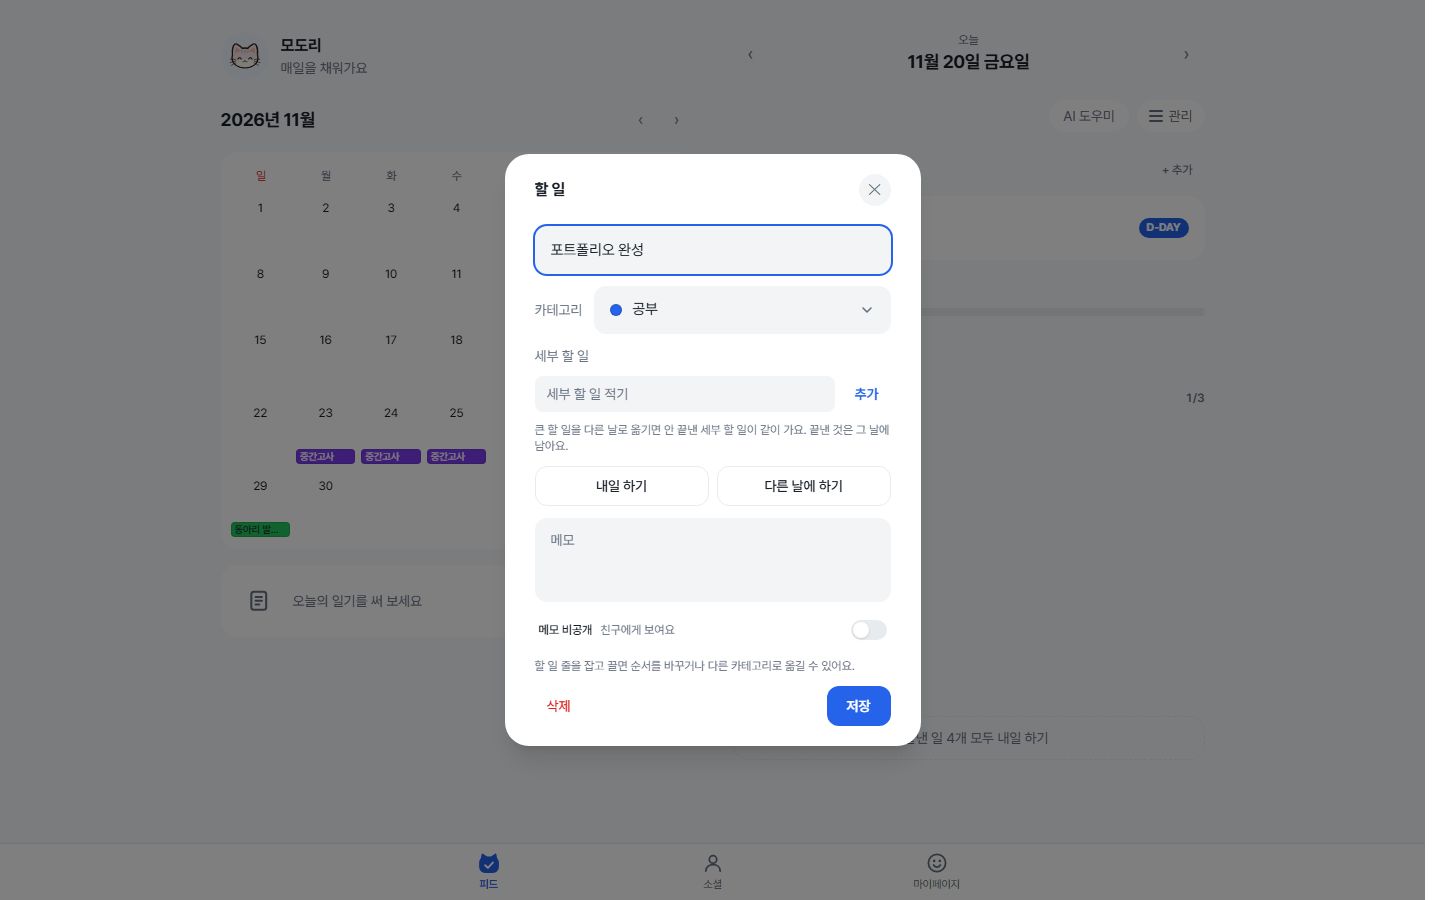 모도리
매일을 채워가요
오늘
11월 20일 금요일
2026년 11월
AI 도우미
관리
+ 추가
일 월 화 수
1 2 3 4
8 9 10 11
15 16 17 18
22 23 24 25
중간고사 중간고사 중간고사
29 30
동아리 발...
오늘의 일기를 써 보세요
D-DAY
1/3
할 일
포트폴리오 완성
카테고리
공부
세부 할 일
세부 할 일 적기
추가
큰 할 일을 다른 날로 옮기면 안 끝낸 세부 할 일이 같이 가요. 끝낸 것은 그 날에
남아요.
내일 하기
다른 날에 하기
메모
메모 비공개 친구에게 보여요
할 일 줄을 잡고 끌면 순서를 바꾸거나 다른 카테고리로 옮길 수 있어요.
삭제
저장
일 4개 모두 내일 하기
피드
소셜
마이페이지